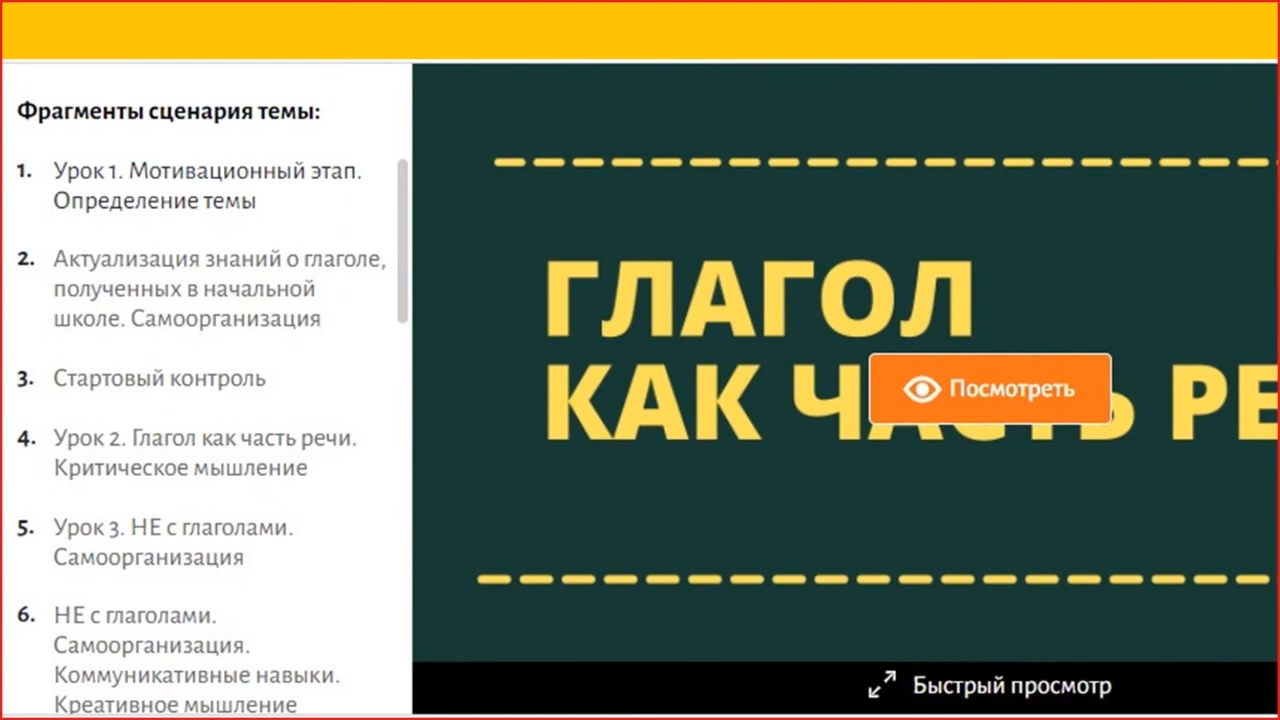 Фрагменты сценария темы:
1. Урок 1. Мотивационный этап.
Определение темы
2. Актуализация знаний о глаголе,
полученных в начальной
школе. Самоорганизация
3. Стартовый контроль
4. Урок 2. Глагол как часть речи.
Критическое мышление
5. Урок 3. НЕ с глаголами.
Самоорганизация
6. НЕ с глаголами.
Самоорганизация.
Коммуникативные навыки.
Креативное мышление
ГЛАГОЛ
КАК ЧАСТЬ РЕ
Посмотреть
Быстрый просмотр